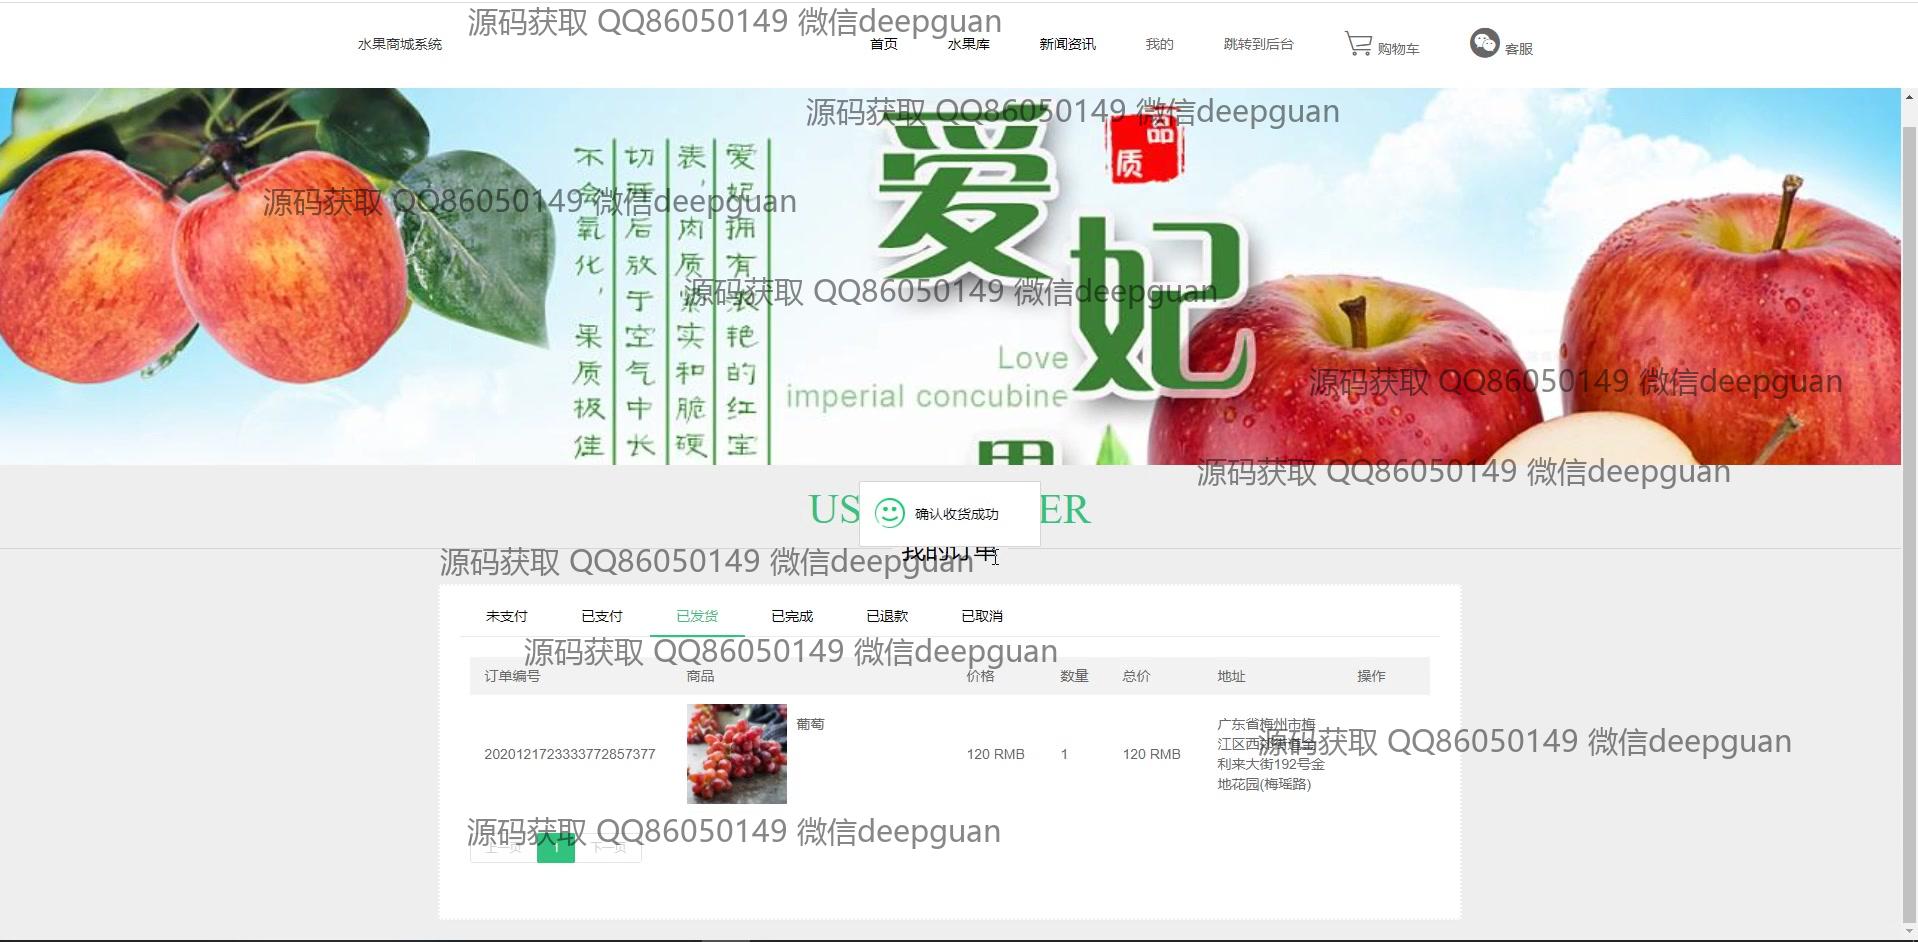 源码获取 QQ86050149 微信deepguan
水果商城系统 首页 水果库 新闻资讯 我的 跳转到后台 购物车 客服
源码获取 QQ86050149 微信deepguan
品质
爱妃
爱妃拥有浓艳的红宝
表，肉质紧实和脆硬
切开后放于空气中长
不会氧化，果质极佳
源码获取 QQ86050149 微信deepguan
源码获取 QQ86050149 微信deepguan
Love
imperial concubine
源码获取 QQ86050149 微信deepguan
源码获取 QQ86050149 微信deepguan
US ER
确认收货成功
我的订单
源码获取 QQ86050149 微信deepguan
未支付 已支付 已发货 已完成 已退款 已取消
源码获取 QQ86050149 微信deepguan
订单编号 商品 价格 数量 总价 地址 操作
2020121723333772857377 葡萄 120 RMB 1 120 RMB
广东省梅州市梅
江区西郊街道金
利来大街192号金
地花园(梅瑶路)
源码获取 QQ86050149 微信deepguan
源码获取 QQ86050149 微信deepguan
上一页 1 下一页